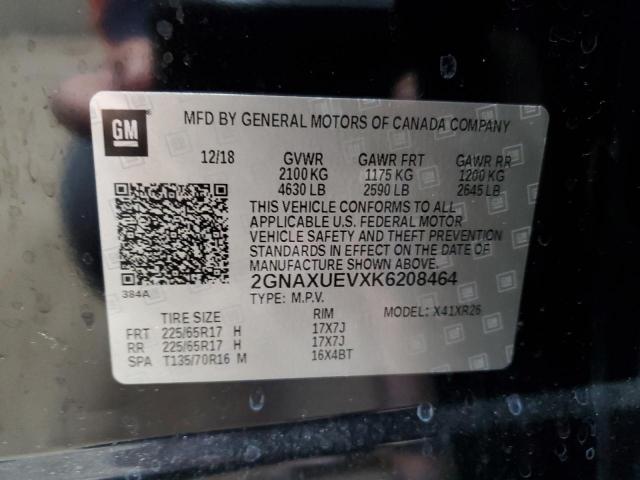 GM
MFD BY GENERAL MOTORS OF CANADA COMPANY
12/18 GVWR GAWR FRT GAWR RR
2100 KG 1175 KG 1200 KG
4630 LB 2590 LB 2645 LB
THIS VEHICLE CONFORMS TO ALL
APPLICABLE U.S. FEDERAL MOTOR
VEHICLE SAFETY AND THEFT PREVENTION
STANDARDS IN EFFECT ON THE DATE OF
MANUFACTURE SHOWN ABOVE.
384A
2GNAXUEVXK6208464
TYPE: M.P.V. MODEL: X41XR26
TIRE SIZE RIM
FRT 225/65R17 H 17X7J
RR 225/65R17 H 17X7J
SPA T135/70R16 M 16X4BT